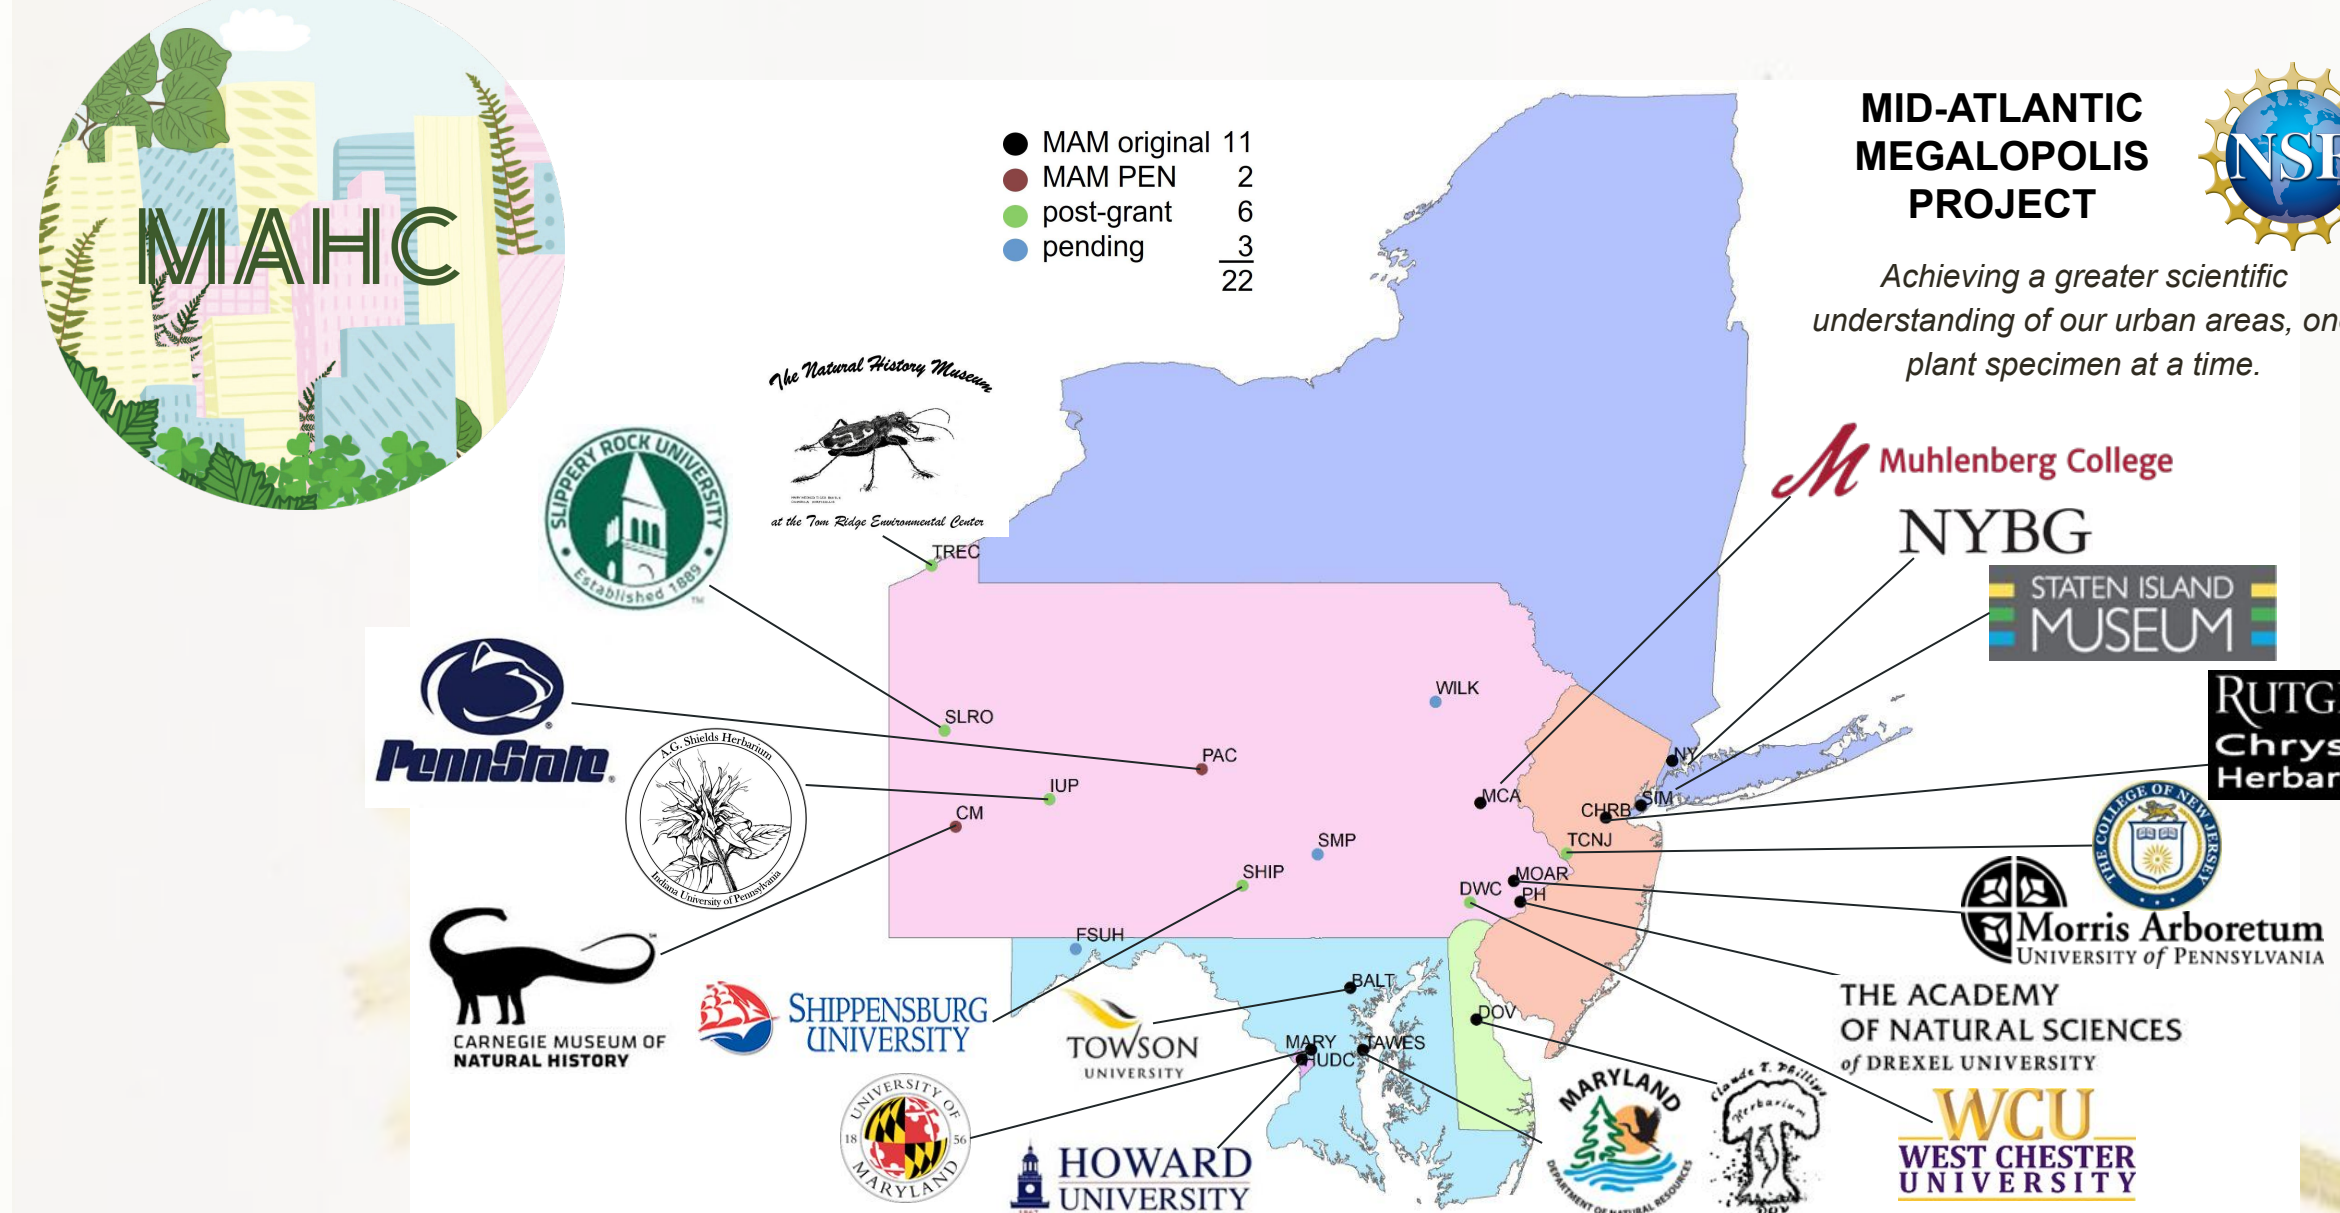 MAHC
MAM original 11
MAM PEN 2
post-grant 6
pending 3
22
MID-ATLANTIC
MEGALOPOLIS
PROJECT
Achieving a greater scientific
understanding of our urban areas,
plant specimen at a time.
The Natural History Museum
at the Tom Ridge Environmental Center
SLIPPERY ROCK UNIVERSITY
Established 1889
TM
PennState
A.G. Shields Herbarium
Indiana University of Pennsylvania
CARNEGIE MUSEUM OF
NATURAL HISTORY
SHIPPENSBURG
UNIVERSITY
TOWSON
UNIVERSITY
UNIVERSITY OF
18 56
MARYLAND
HOWARD
UNIVERSITY
MARYLAND
DEPARTMENT OF NATURAL RESOURCES
Claude T. Phillips
Herbarium
Muhlenberg College
NYBG
STATEN ISLAND
MUSEUM
THE COLLEGE OF NEW JERSEY
Morris Arboretum
UNIVERSITY of PENNSYLVANIA
THE ACADEMY
OF NATURAL SCIENCES
of DREXEL UNIVERSITY
WCU
WEST CHESTER
UNIVERSITY
TREC
SLRO
WILK
PAC
NY
IUP
MCA
SIM
CM
CHRB
SMP
TCNJ
SHIP
MOAR
DWC
PH
FSUH
BALT
DOV
MARY
TAWES
HUDC